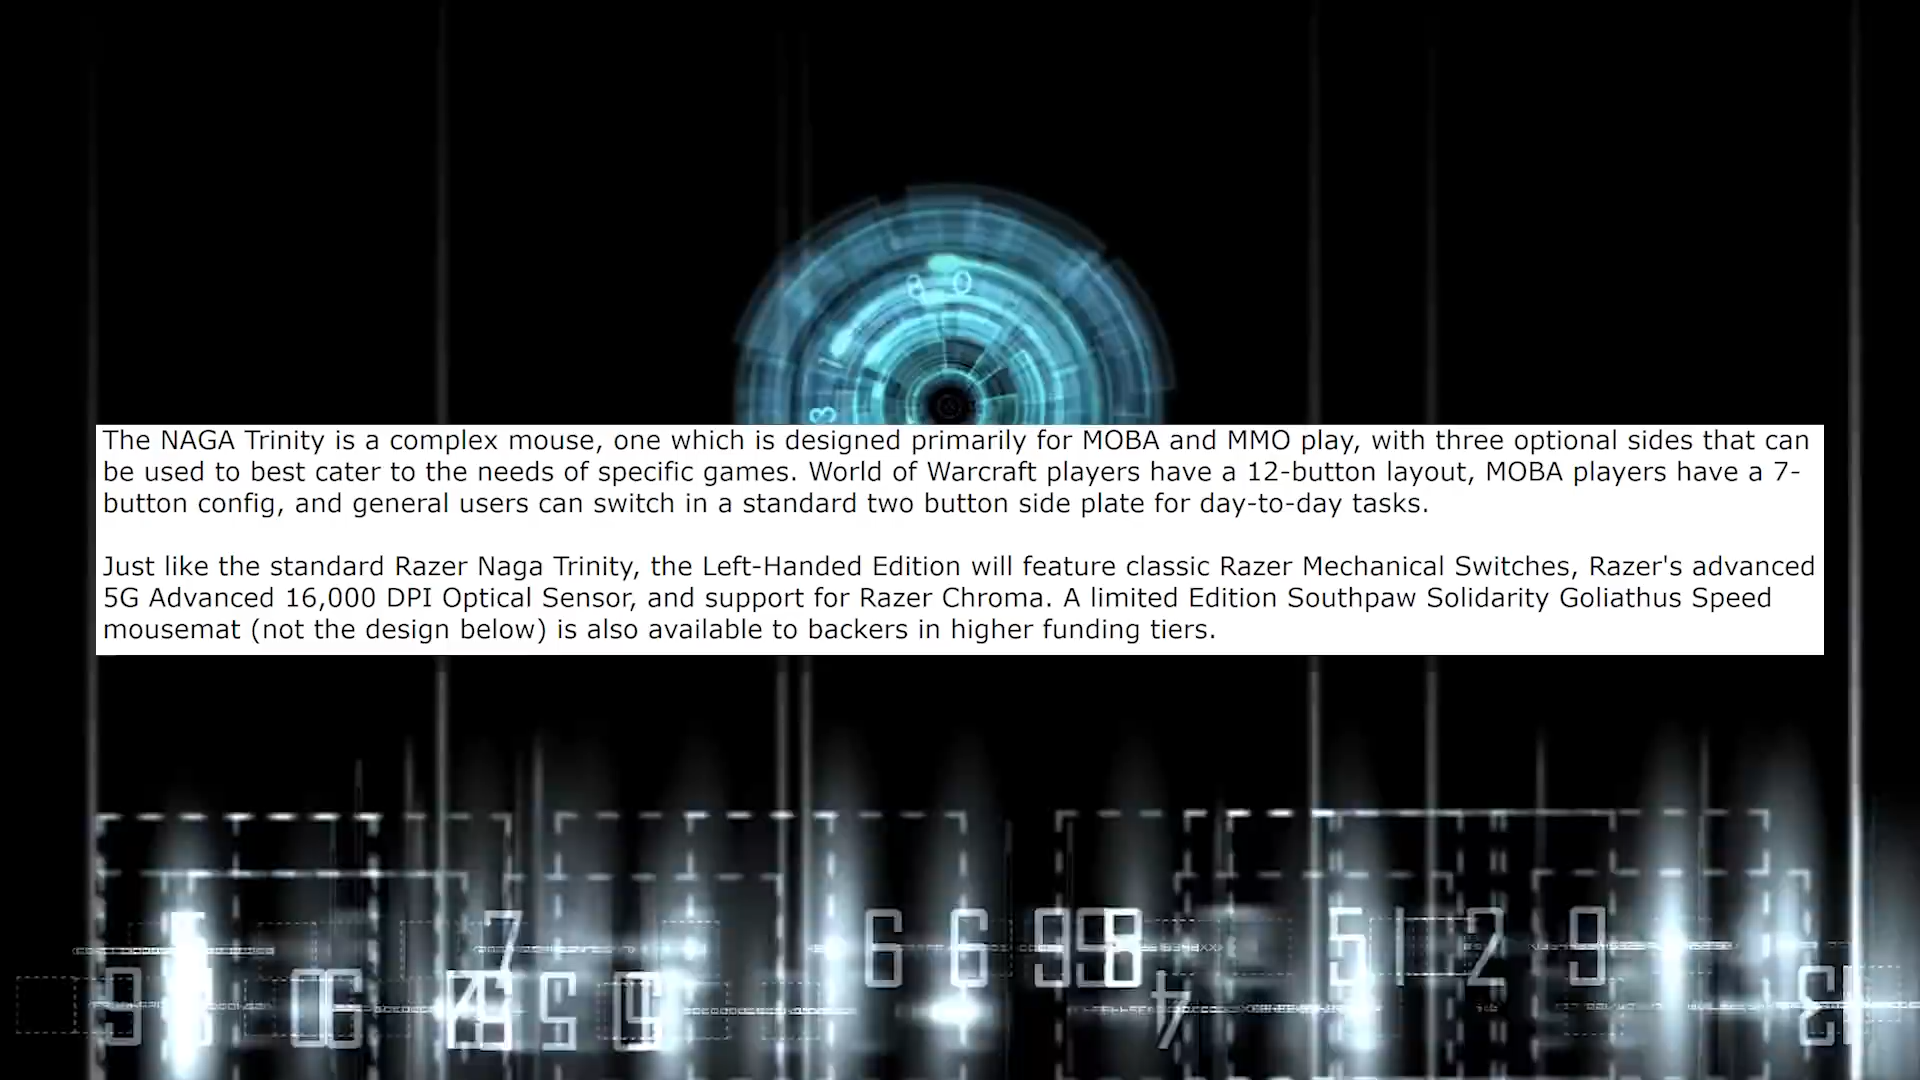 The NAGA Trinity is a complex mouse, one which is designed primarily for MOBA and MMO play, with three optional sides that can
be used to best cater to the needs of specific games. World of Warcraft players have a 12-button layout, MOBA players have a 7-
button config, and general users can switch in a standard two button side plate for day-to-day tasks.
Just like the standard Razer Naga Trinity, the Left-Handed Edition will feature classic Razer Mechanical Switches, Razer's advanced
5G Advanced 16,000 DPI Optical Sensor, and support for Razer Chroma. A limited Edition Southpaw Solidarity Goliathus Speed
mousemat (not the design below) is also available to backers in higher funding tiers.